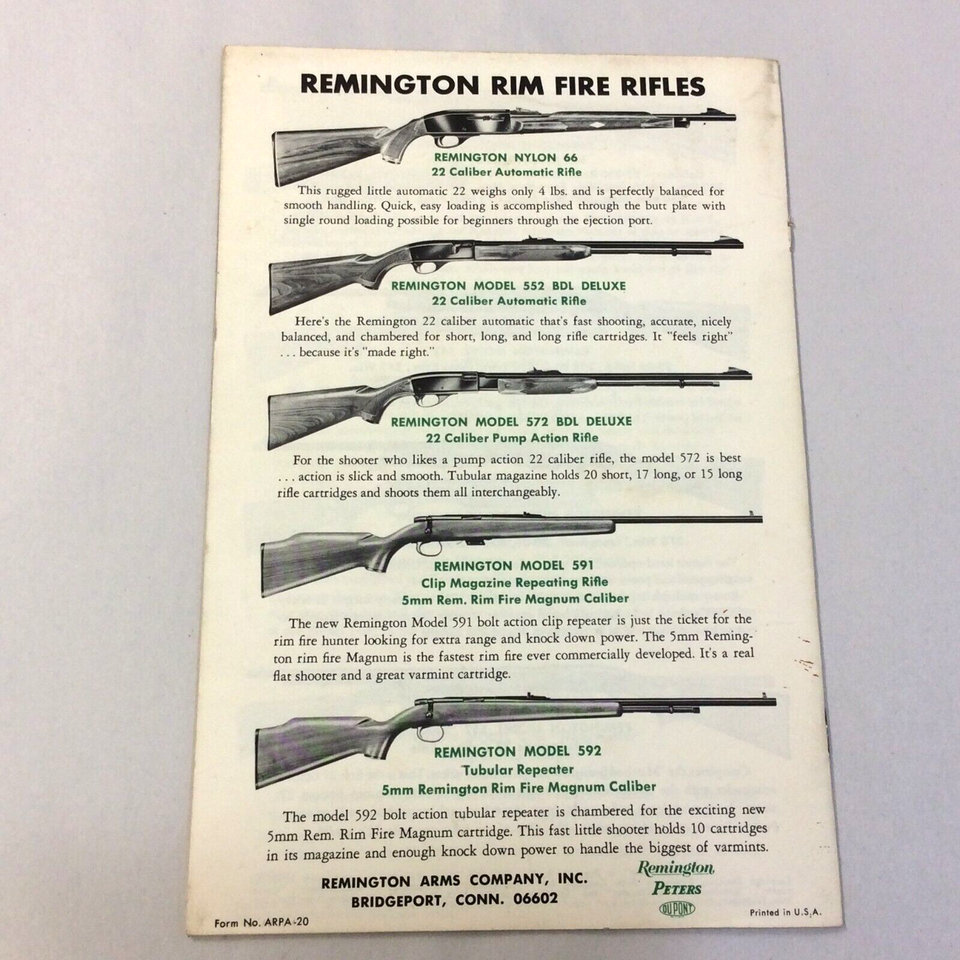 REMINGTON RIM FIRE RIFLES
REMINGTON NYLON 66
22 Caliber Automatic Rifle
This rugged little automatic 22 weighs only 4 lbs. and is perfectly balanced for
smooth handling. Quick, easy loading is accomplished through the butt plate with
single round loading possible for beginners through the ejection port.
REMINGTON MODEL 552 BDL DELUXE
22 Caliber Automatic Rifle
Here's the Remington 22 caliber automatic that's fast shooting, accurate, nicely
balanced, and chambered for short, long, and long rifle cartridges. It "feels right"
... because it's "made right."
REMINGTON MODEL 572 BDL DELUXE
22 Caliber Pump Action Rifle
For the shooter who likes a pump action 22 caliber rifle, the model 572 is best
... action is slick and smooth. Tubular magazine holds 20 short, 17 long, or 15 long
rifle cartridges and shoots them all interchangeably.
REMINGTON MODEL 591
Clip Magazine Repeating Rifle
5mm Rem. Rim Fire Magnum Caliber
The new Remington Model 591 bolt action clip repeater is just the ticket for the
rim fire hunter looking for extra range and knock down power. The 5mm Reming-
ton rim fire Magnum is the fastest rim fire ever commercially developed. It's a real
flat shooter and a great varmint cartridge.
REMINGTON MODEL 592
Tubular Repeater
5mm Remington Rim Fire Magnum Caliber
The model 592 bolt action tubular repeater is chambered for the exciting new
5mm Rem. Rim Fire Magnum cartridge. This fast little shooter holds 10 cartridges
in its magazine and enough knock down power to handle the biggest of varmints.
REMINGTON ARMS COMPANY, INC.
BRIDGEPORT, CONN. 06602
Remington
PETERS
DU PONT
Form No. ARPA-20
Printed in U.S.A.